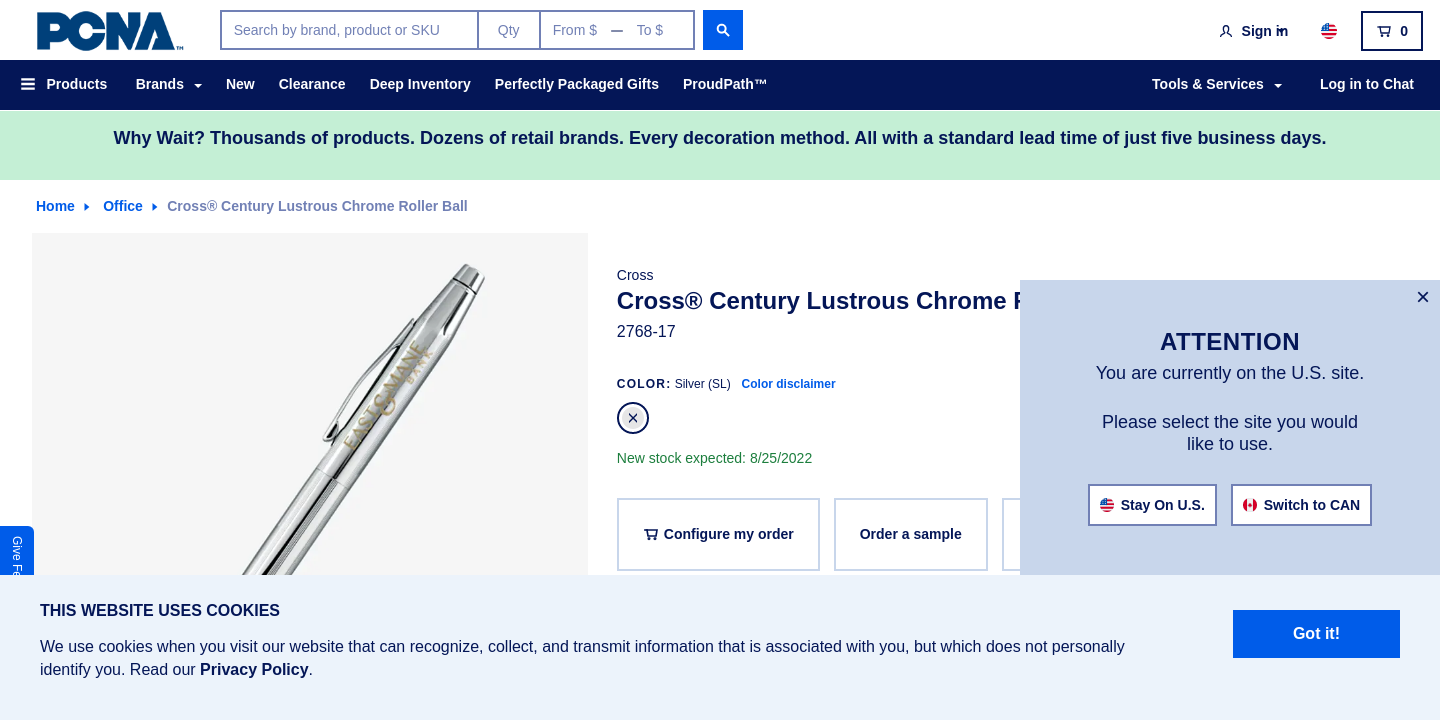 PCNA™
Search by brand, product or SKU
Qty
From $ — To $
Sign in
0
Products
Brands
New
Clearance
Deep Inventory
Perfectly Packaged Gifts
ProudPath™
Tools & Services
Log in to Chat
Why Wait? Thousands of products. Dozens of retail brands. Every decoration method. All with a standard lead time of just five business days.
Home
Office
Cross® Century Lustrous Chrome Roller Ball
EAST & MANE
BANK
Cross
Cross® Century Lustrous Chrome
2768-17
COLOR: Silver (SL) Color disclaimer
New stock expected: 8/25/2022
Configure my order
Order a sample
ATTENTION
You are currently on the U.S. site.
Please select the site you would
like to use.
Stay On U.S.
Switch to CAN
Give
THIS WEBSITE USES COOKIES
We use cookies when you visit our website that can recognize, collect, and transmit information that is associated with you, but which does not personally
identify you. Read our Privacy Policy.
Got it!